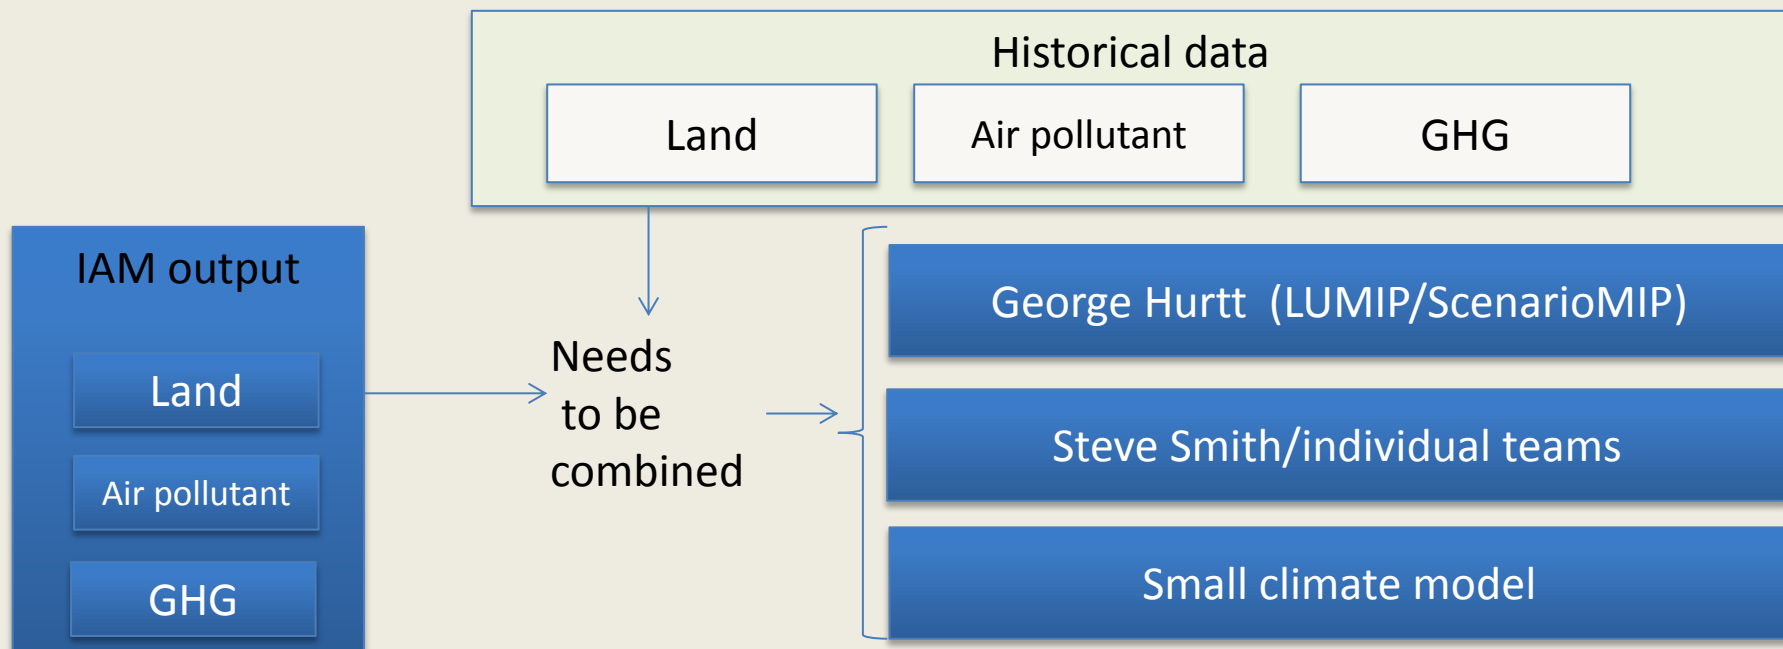 Historical data
Land
Air pollutant
GHG
IAM output
Land
Air pollutant
GHG
Needs
to be
combined
George Hurtt (LUMIP/ScenarioMIP)
Steve Smith/individual teams
Small climate model